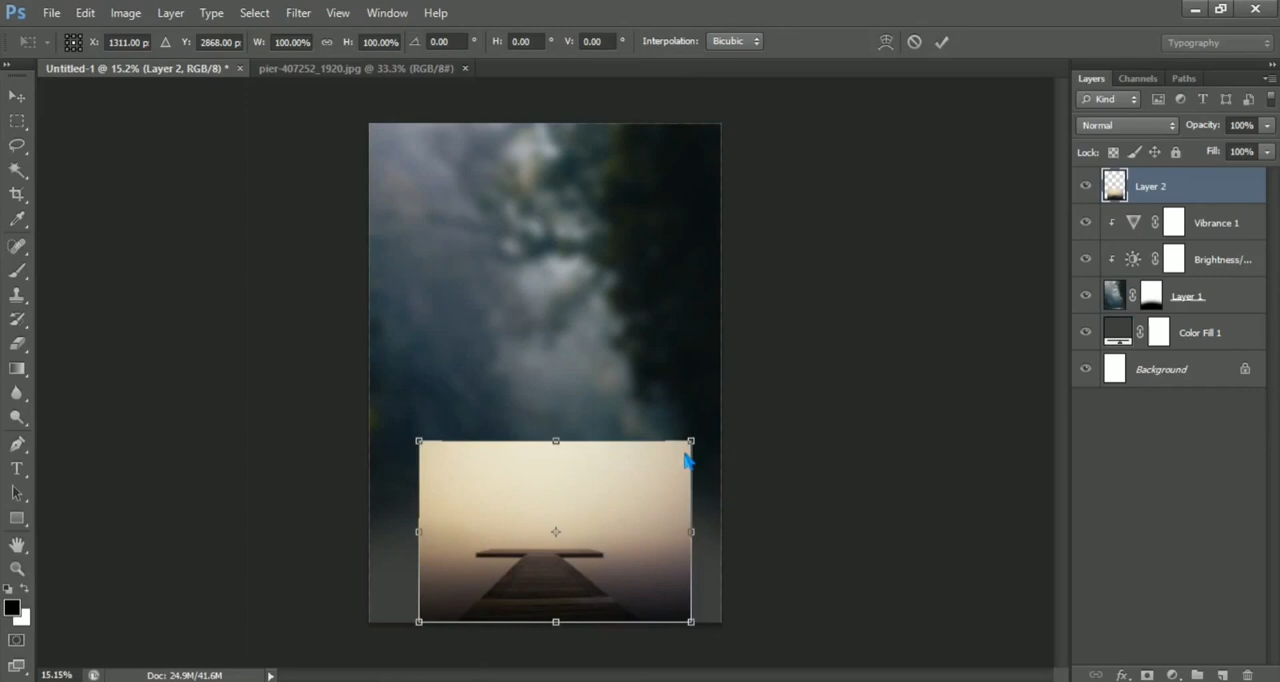 Ps File Edit Image Layer Type Select Filter View Window Help
X: 1311.00 p: Y: 2868.00 p: W: 100.00% H: 100.00% 0.00 ° H: 0.00 ° V: 0.00 ° Interpolation: Bicubic Typography
Untitled-1 @ 15.2% (Layer 2, RGB/8) * × pier-407252_1920.jpg @ 33.3% (RGB/8#) ×
Layers Channels Paths
Kind
Normal Opacity: 100%
Lock: Fill: 100%
Layer 2
Vibrance 1
Brightness/...
Layer 1
Color Fill 1
Background
15.15% Doc: 24.9M/41.6M